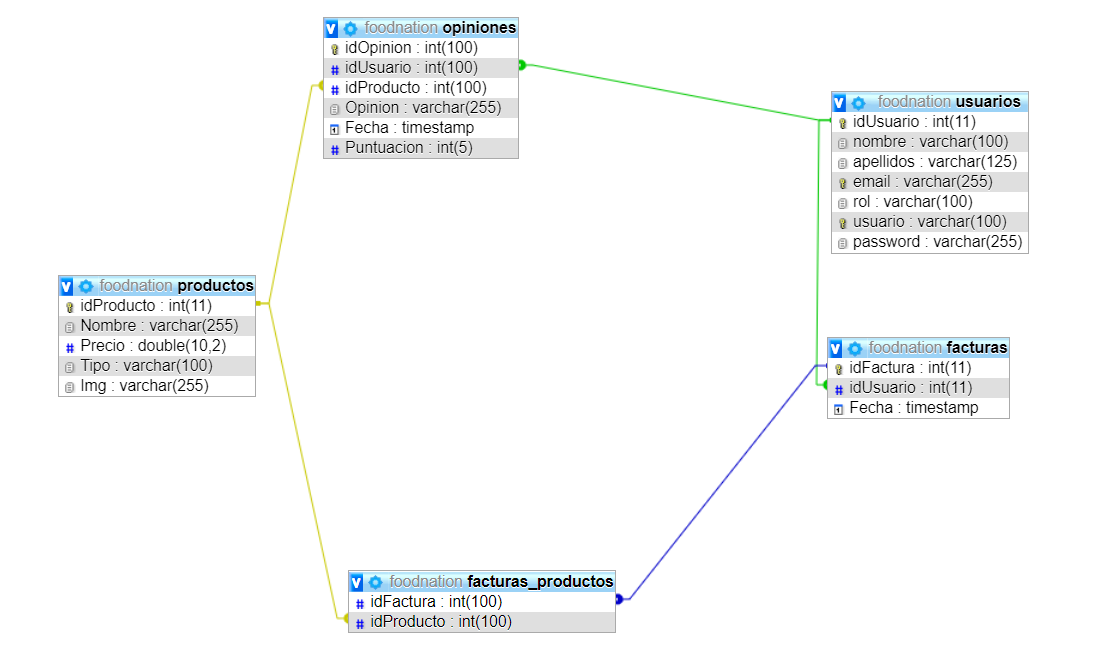 foodnation opiniones
idOpinion : int(100)
idUsuario : int(100)
idProducto : int(100)
Opinion : varchar(255)
Fecha : timestamp
Puntuacion : int(5)
foodnation usuarios
idUsuario : int(11)
nombre : varchar(100)
apellidos : varchar(125)
email : varchar(255)
rol : varchar(100)
usuario : varchar(100)
password : varchar(255)
foodnation productos
idProducto : int(11)
Nombre : varchar(255)
Precio : double(10,2)
Tipo : varchar(100)
Img : varchar(255)
foodnation facturas
idFactura : int(11)
idUsuario : int(11)
Fecha : timestamp
foodnation facturas_productos
idFactura : int(100)
idProducto : int(100)